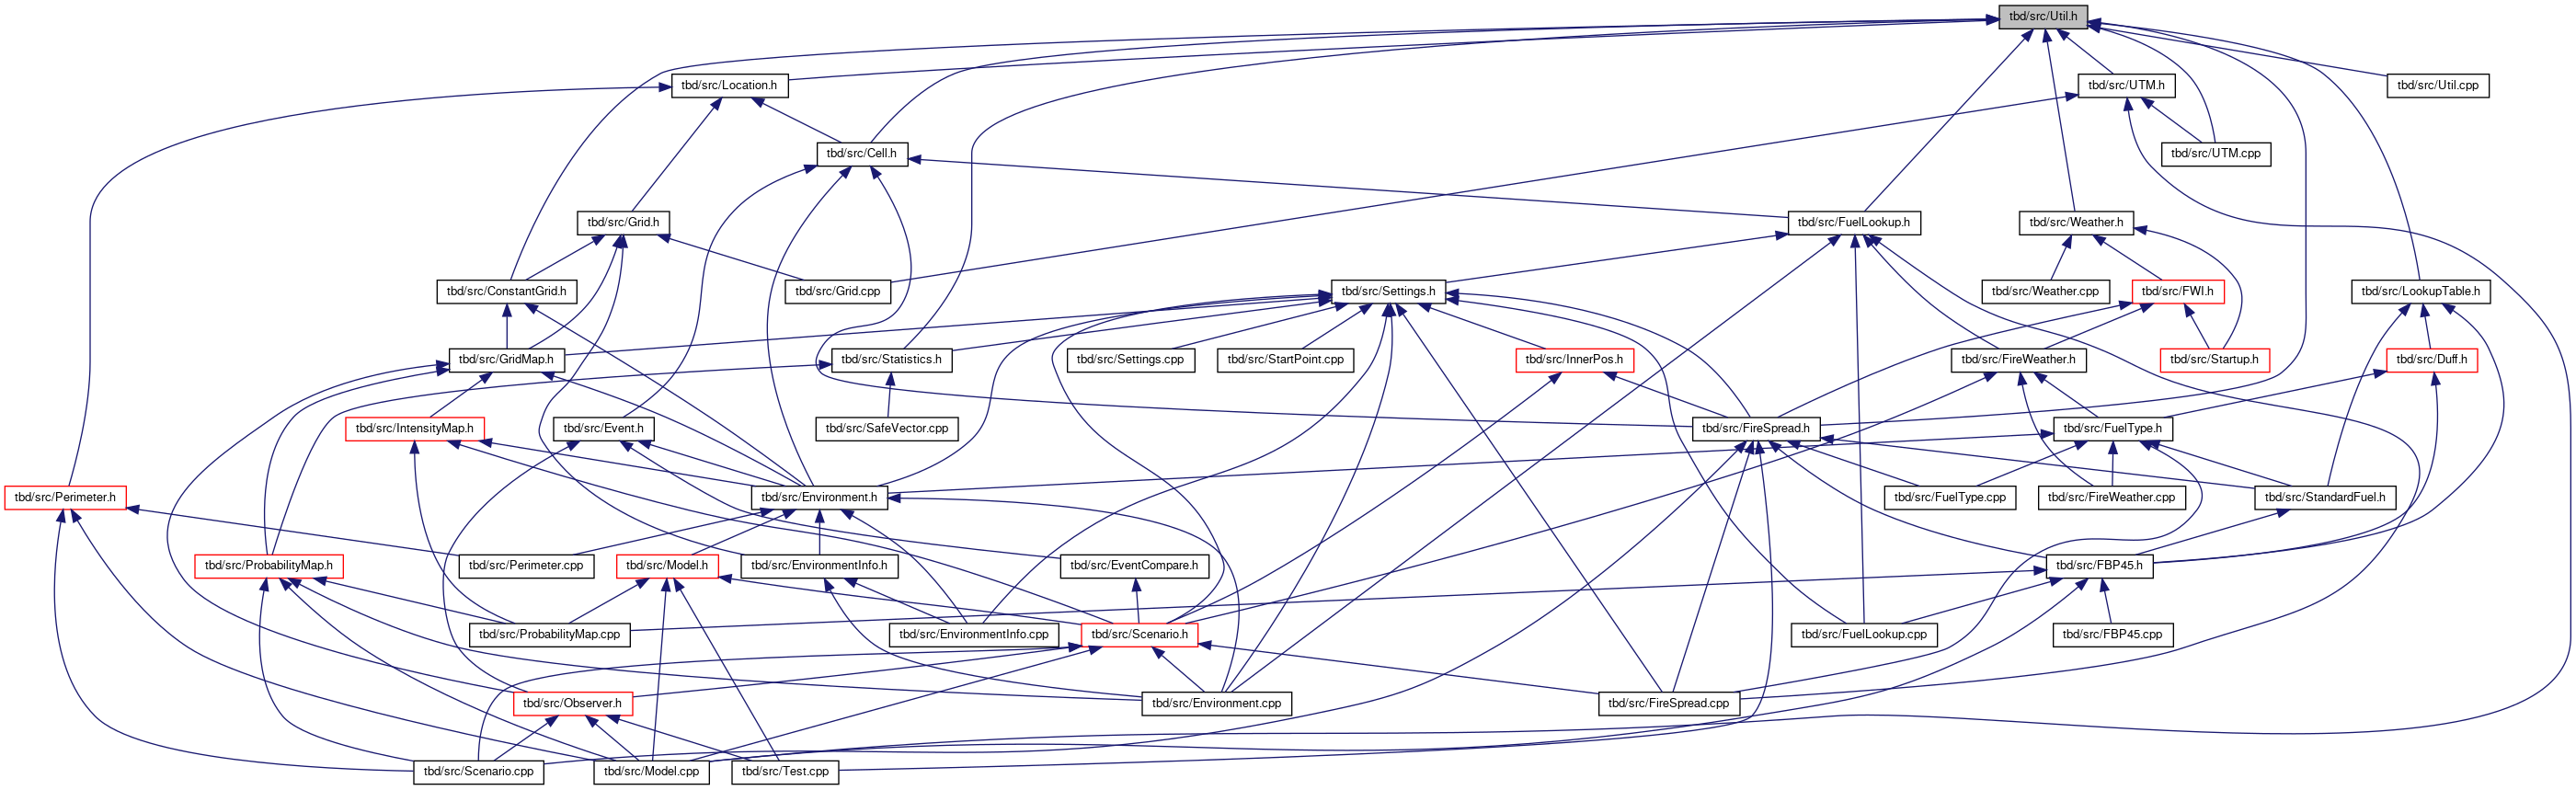 tbd/src/Util.h
tbd/src/Location.h
tbd/src/UTM.h
tbd/src/Util.cpp
tbd/src/Cell.h
tbd/src/UTM.cpp
tbd/src/Grid.h
tbd/src/FuelLookup.h
tbd/src/Weather.h
tbd/src/ConstantGrid.h
tbd/src/Grid.cpp
tbd/src/Settings.h
tbd/src/Weather.cpp
tbd/src/FWI.h
tbd/src/LookupTable.h
tbd/src/GridMap.h
tbd/src/Statistics.h
tbd/src/Settings.cpp
tbd/src/StartPoint.cpp
tbd/src/InnerPos.h
tbd/src/FireWeather.h
tbd/src/Startup.h
tbd/src/Duff.h
tbd/src/IntensityMap.h
tbd/src/Event.h
tbd/src/SafeVector.cpp
tbd/src/FireSpread.h
tbd/src/FuelType.h
tbd/src/Perimeter.h
tbd/src/Environment.h
tbd/src/FuelType.cpp
tbd/src/FireWeather.cpp
tbd/src/StandardFuel.h
tbd/src/ProbabilityMap.h
tbd/src/Perimeter.cpp
tbd/src/Model.h
tbd/src/EnvironmentInfo.h
tbd/src/EventCompare.h
tbd/src/FBP45.h
tbd/src/ProbabilityMap.cpp
tbd/src/EnvironmentInfo.cpp
tbd/src/Scenario.h
tbd/src/FuelLookup.cpp
tbd/src/FBP45.cpp
tbd/src/Observer.h
tbd/src/Environment.cpp
tbd/src/FireSpread.cpp
tbd/src/Scenario.cpp
tbd/src/Model.cpp
tbd/src/Test.cpp